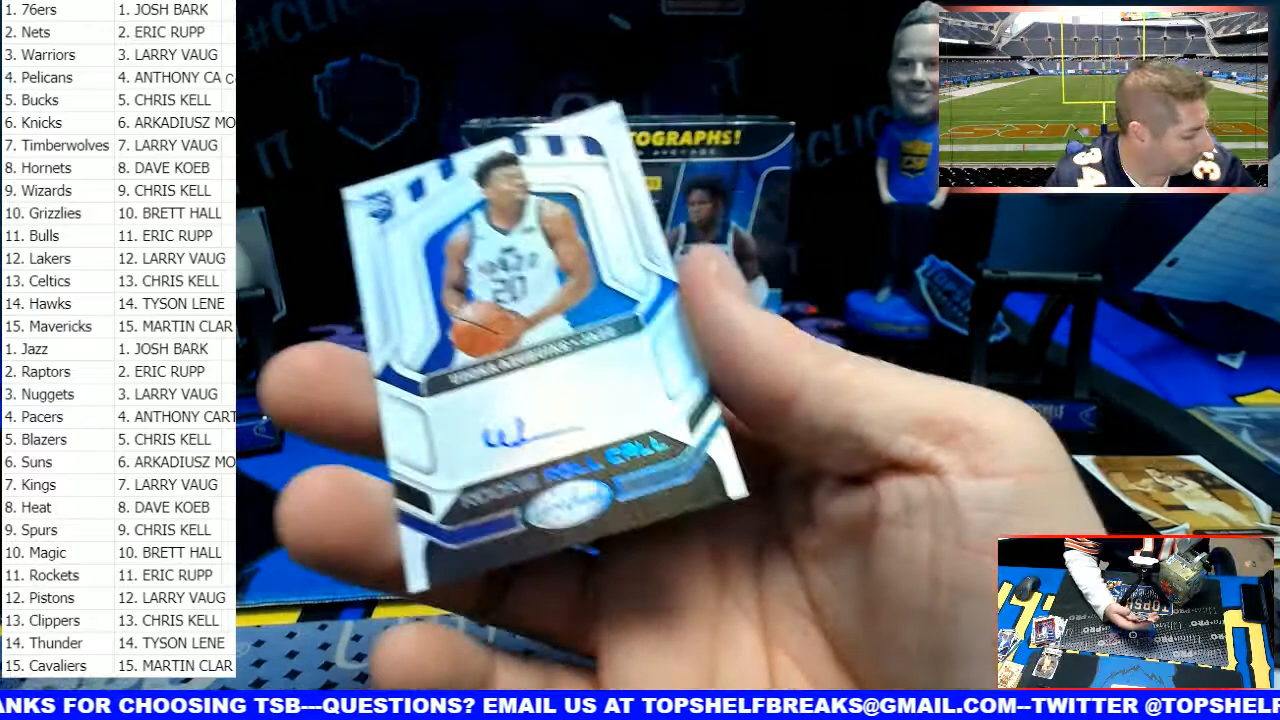 1. 76ers 1. JOSH BARK
2. Nets 2. ERIC RUPP
3. Warriors 3. LARRY VAUG
4. Pelicans 4. ANTHONY CA C
5. Bucks 5. CHRIS KELL
6. Knicks 6. ARKADIUSZ MO
7. Timberwolves 7. LARRY VAUG
8. Hornets 8. DAVE KOEB
9. Wizards 9. CHRIS KELL
10. Grizzlies 10. BRETT HALL
11. Bulls 11. ERIC RUPP
12. Lakers 12. LARRY VAUG
13. Celtics 13. CHRIS KELL
14. Hawks 14. TYSON LENE
15. Mavericks 15. MARTIN CLAR
1. Jazz 1. JOSH BARK
2. Raptors 2. ERIC RUPP
3. Nuggets 3. LARRY VAUG
4. Pacers 4. ANTHONY CART
5. Blazers 5. CHRIS KELL
6. Suns 6. ARKADIUSZ MO
7. Kings 7. LARRY VAUG
8. Heat 8. DAVE KOEB
9. Spurs 9. CHRIS KELL
10. Magic 10. BRETT HALL
11. Rockets 11. ERIC RUPP
12. Pistons 12. LARRY VAUG
13. Clippers 13. CHRIS KELL
14. Thunder 14. TYSON LENE
15. Cavaliers 15. MARTIN CLAR
TOGRAPHS!
20
ROOKIE ROLL CALL
ANKS FOR CHOOSING TSB---QUESTIONS? EMAIL US AT TOPSHELFBREAKS@GMAIL.COM--TWITTER @TOPSHELF